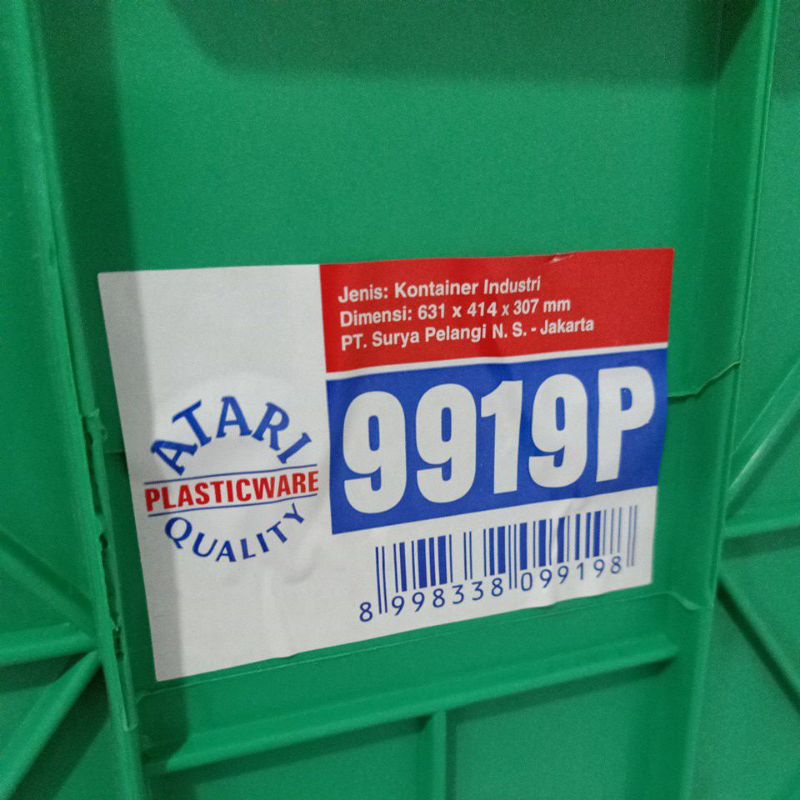 Jenis: Kontainer Industri
Dimensi: 631 x 414 x 307 mm
PT. Surya Pelangi N. S. - Jakarta
ATARI
PLASTICWARE
QUALITY
9919P
8 998338 099198